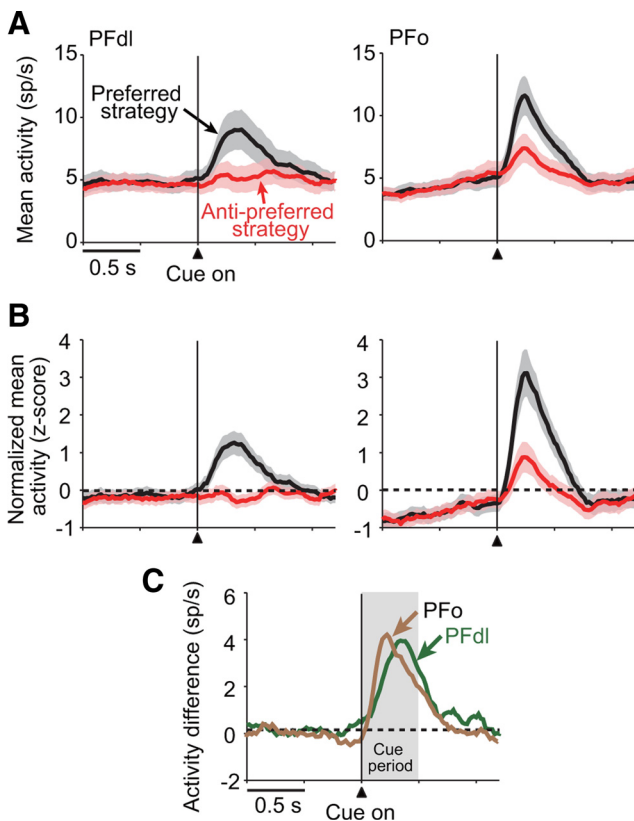 A
PFdl
PFo
Mean activity (sp/s)
15
10
5
0
Preferred
strategy
Anti-preferred
strategy
0.5 s
Cue on
15
10
5
0
B
Normalized mean
activity (z-score)
4
3
2
1
0
-1
4
3
2
1
0
-1
C
Activity difference (sp/s)
6
4
2
0
-2
PFo
PFdl
Cue
period
0.5 s
Cue on